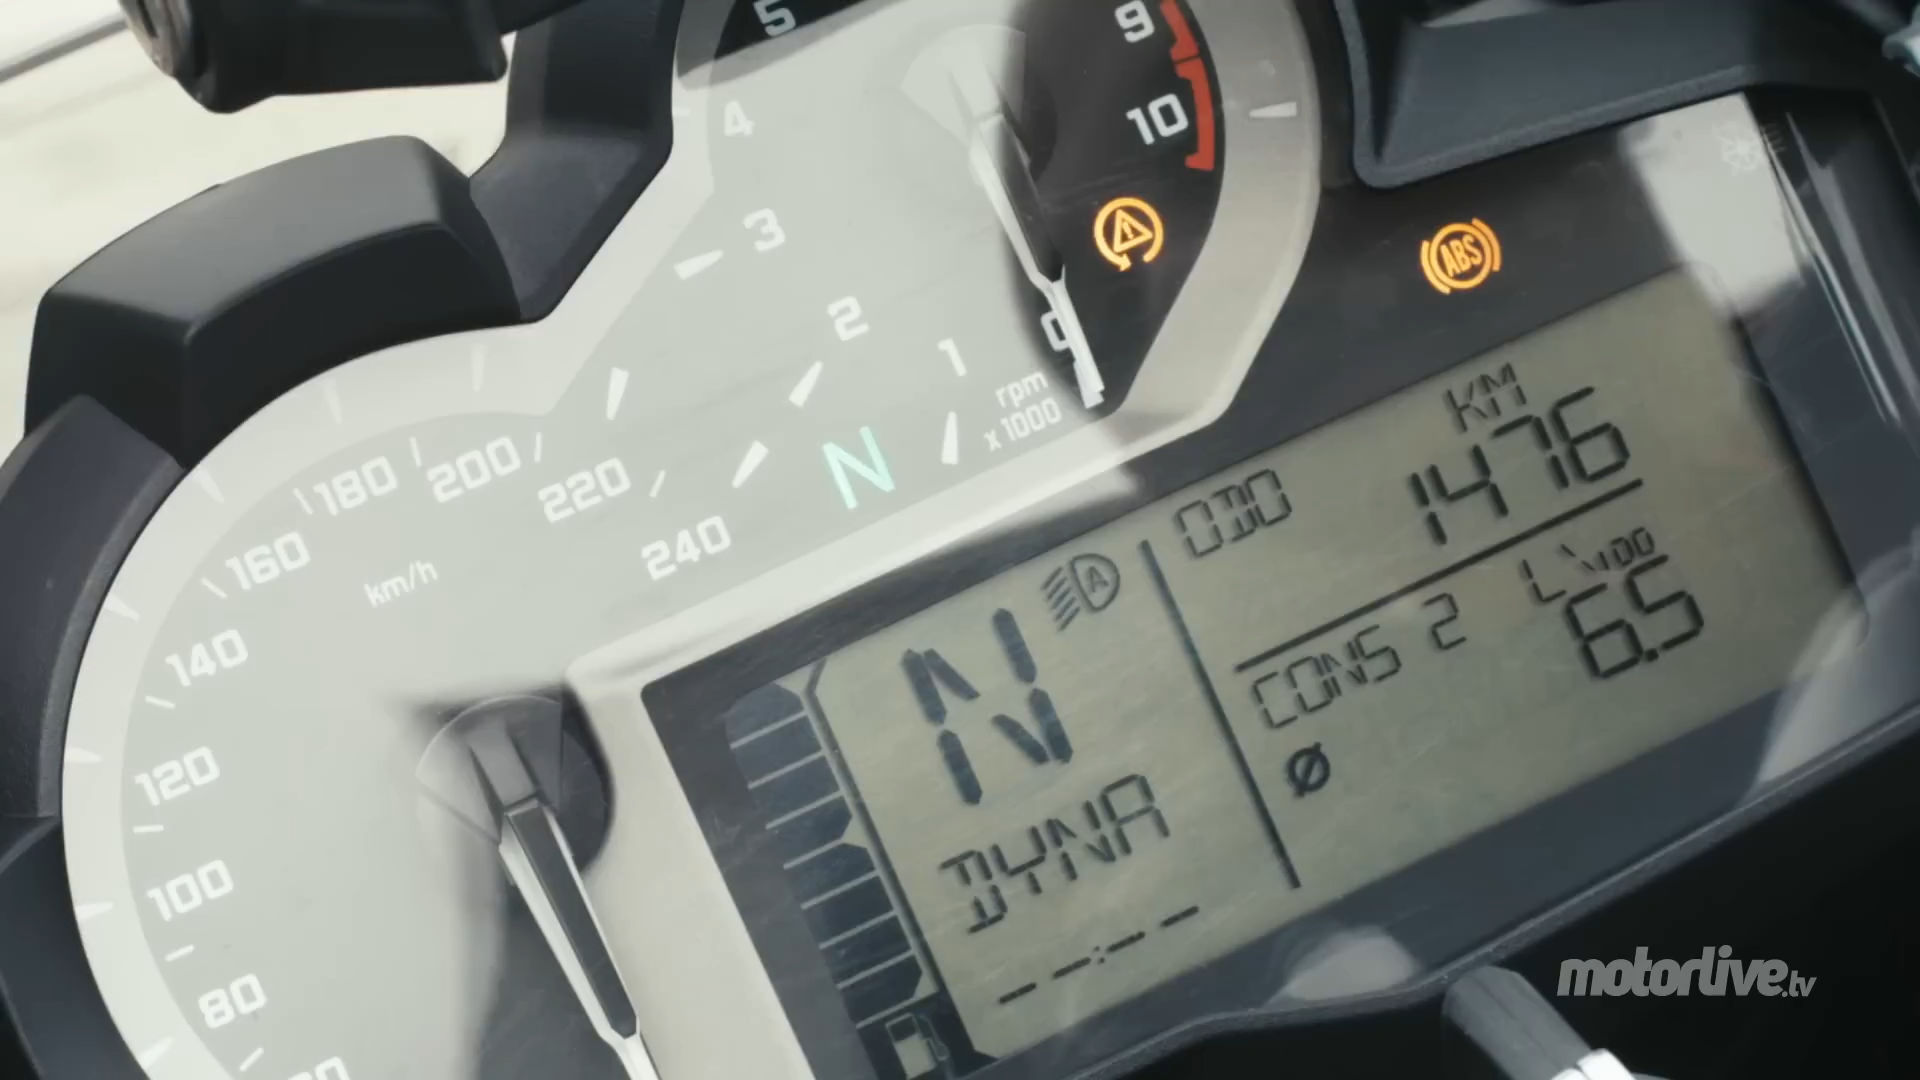 5
4
3
2
1
0
9
10
rpm
x 1000
ABS
N
180
200
220
240
160
km/h
140
120
100
80
KM
ODO 1476
L/100
CONS 2 6.5
Ø
A
N
DYNA
--:--
motorlive.tv